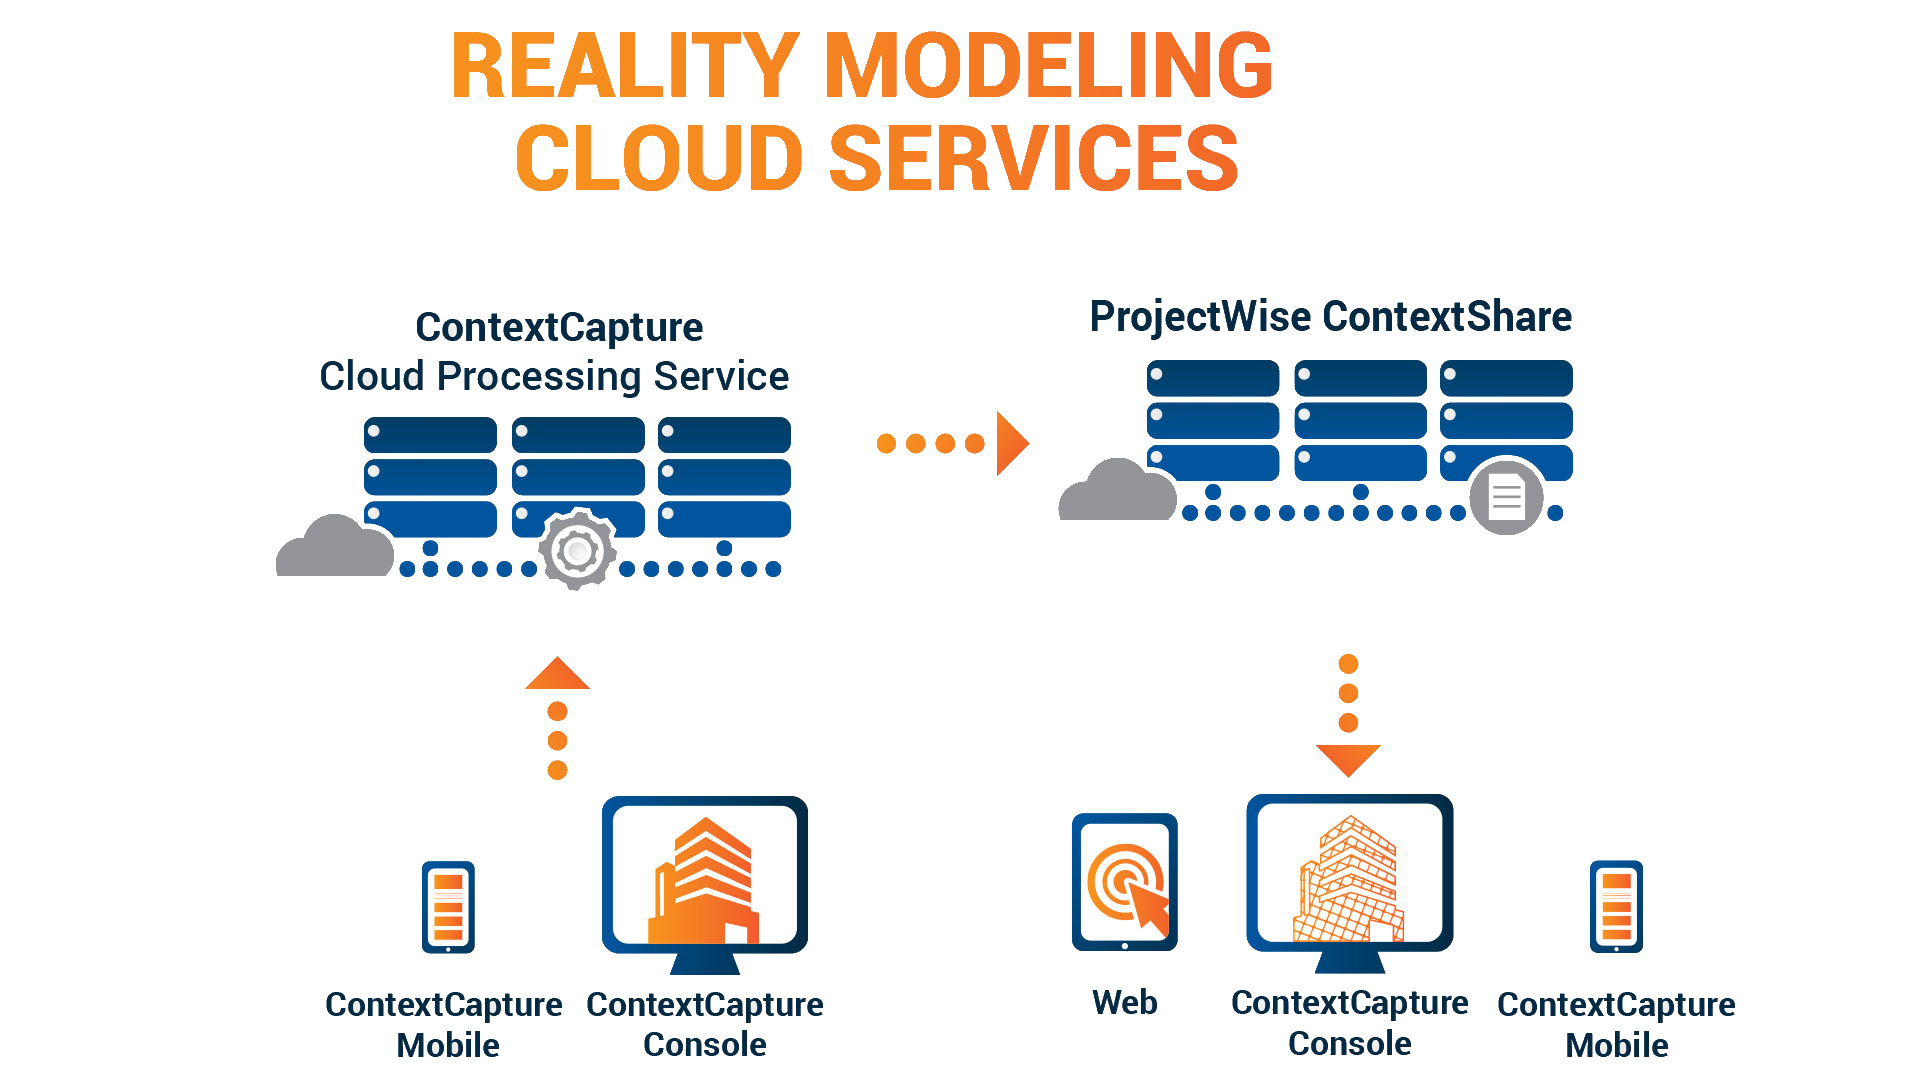 REALITY MODELING
CLOUD SERVICES
ContextCapture
Cloud Processing Service
ProjectWise ContextShare
ContextCapture
Mobile
ContextCapture
Console
Web
ContextCapture
Console
ContextCapture
Mobile